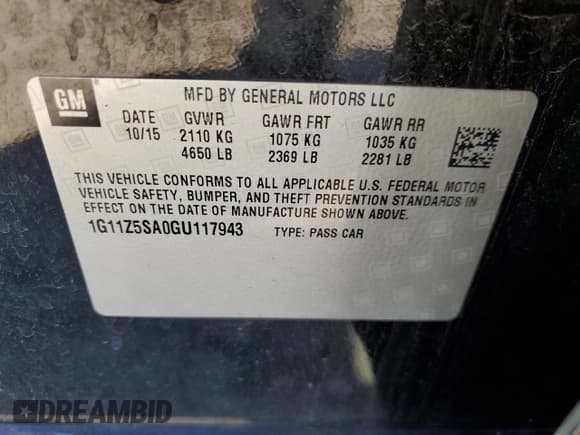 GM
MFD BY GENERAL MOTORS LLC
DATE GVWR GAWR FRT GAWR RR
10/15 2110 KG 1075 KG 1035 KG
4650 LB 2369 LB 2281 LB
THIS VEHICLE CONFORMS TO ALL APPLICABLE U.S. FEDERAL MOTOR
VEHICLE SAFETY, BUMPER, AND THEFT PREVENTION STANDARDS IN
EFFECT ON THE DATE OF MANUFACTURE SHOWN ABOVE.
1G11Z5SA0GU117943 TYPE: PASS CAR
DREAMBID